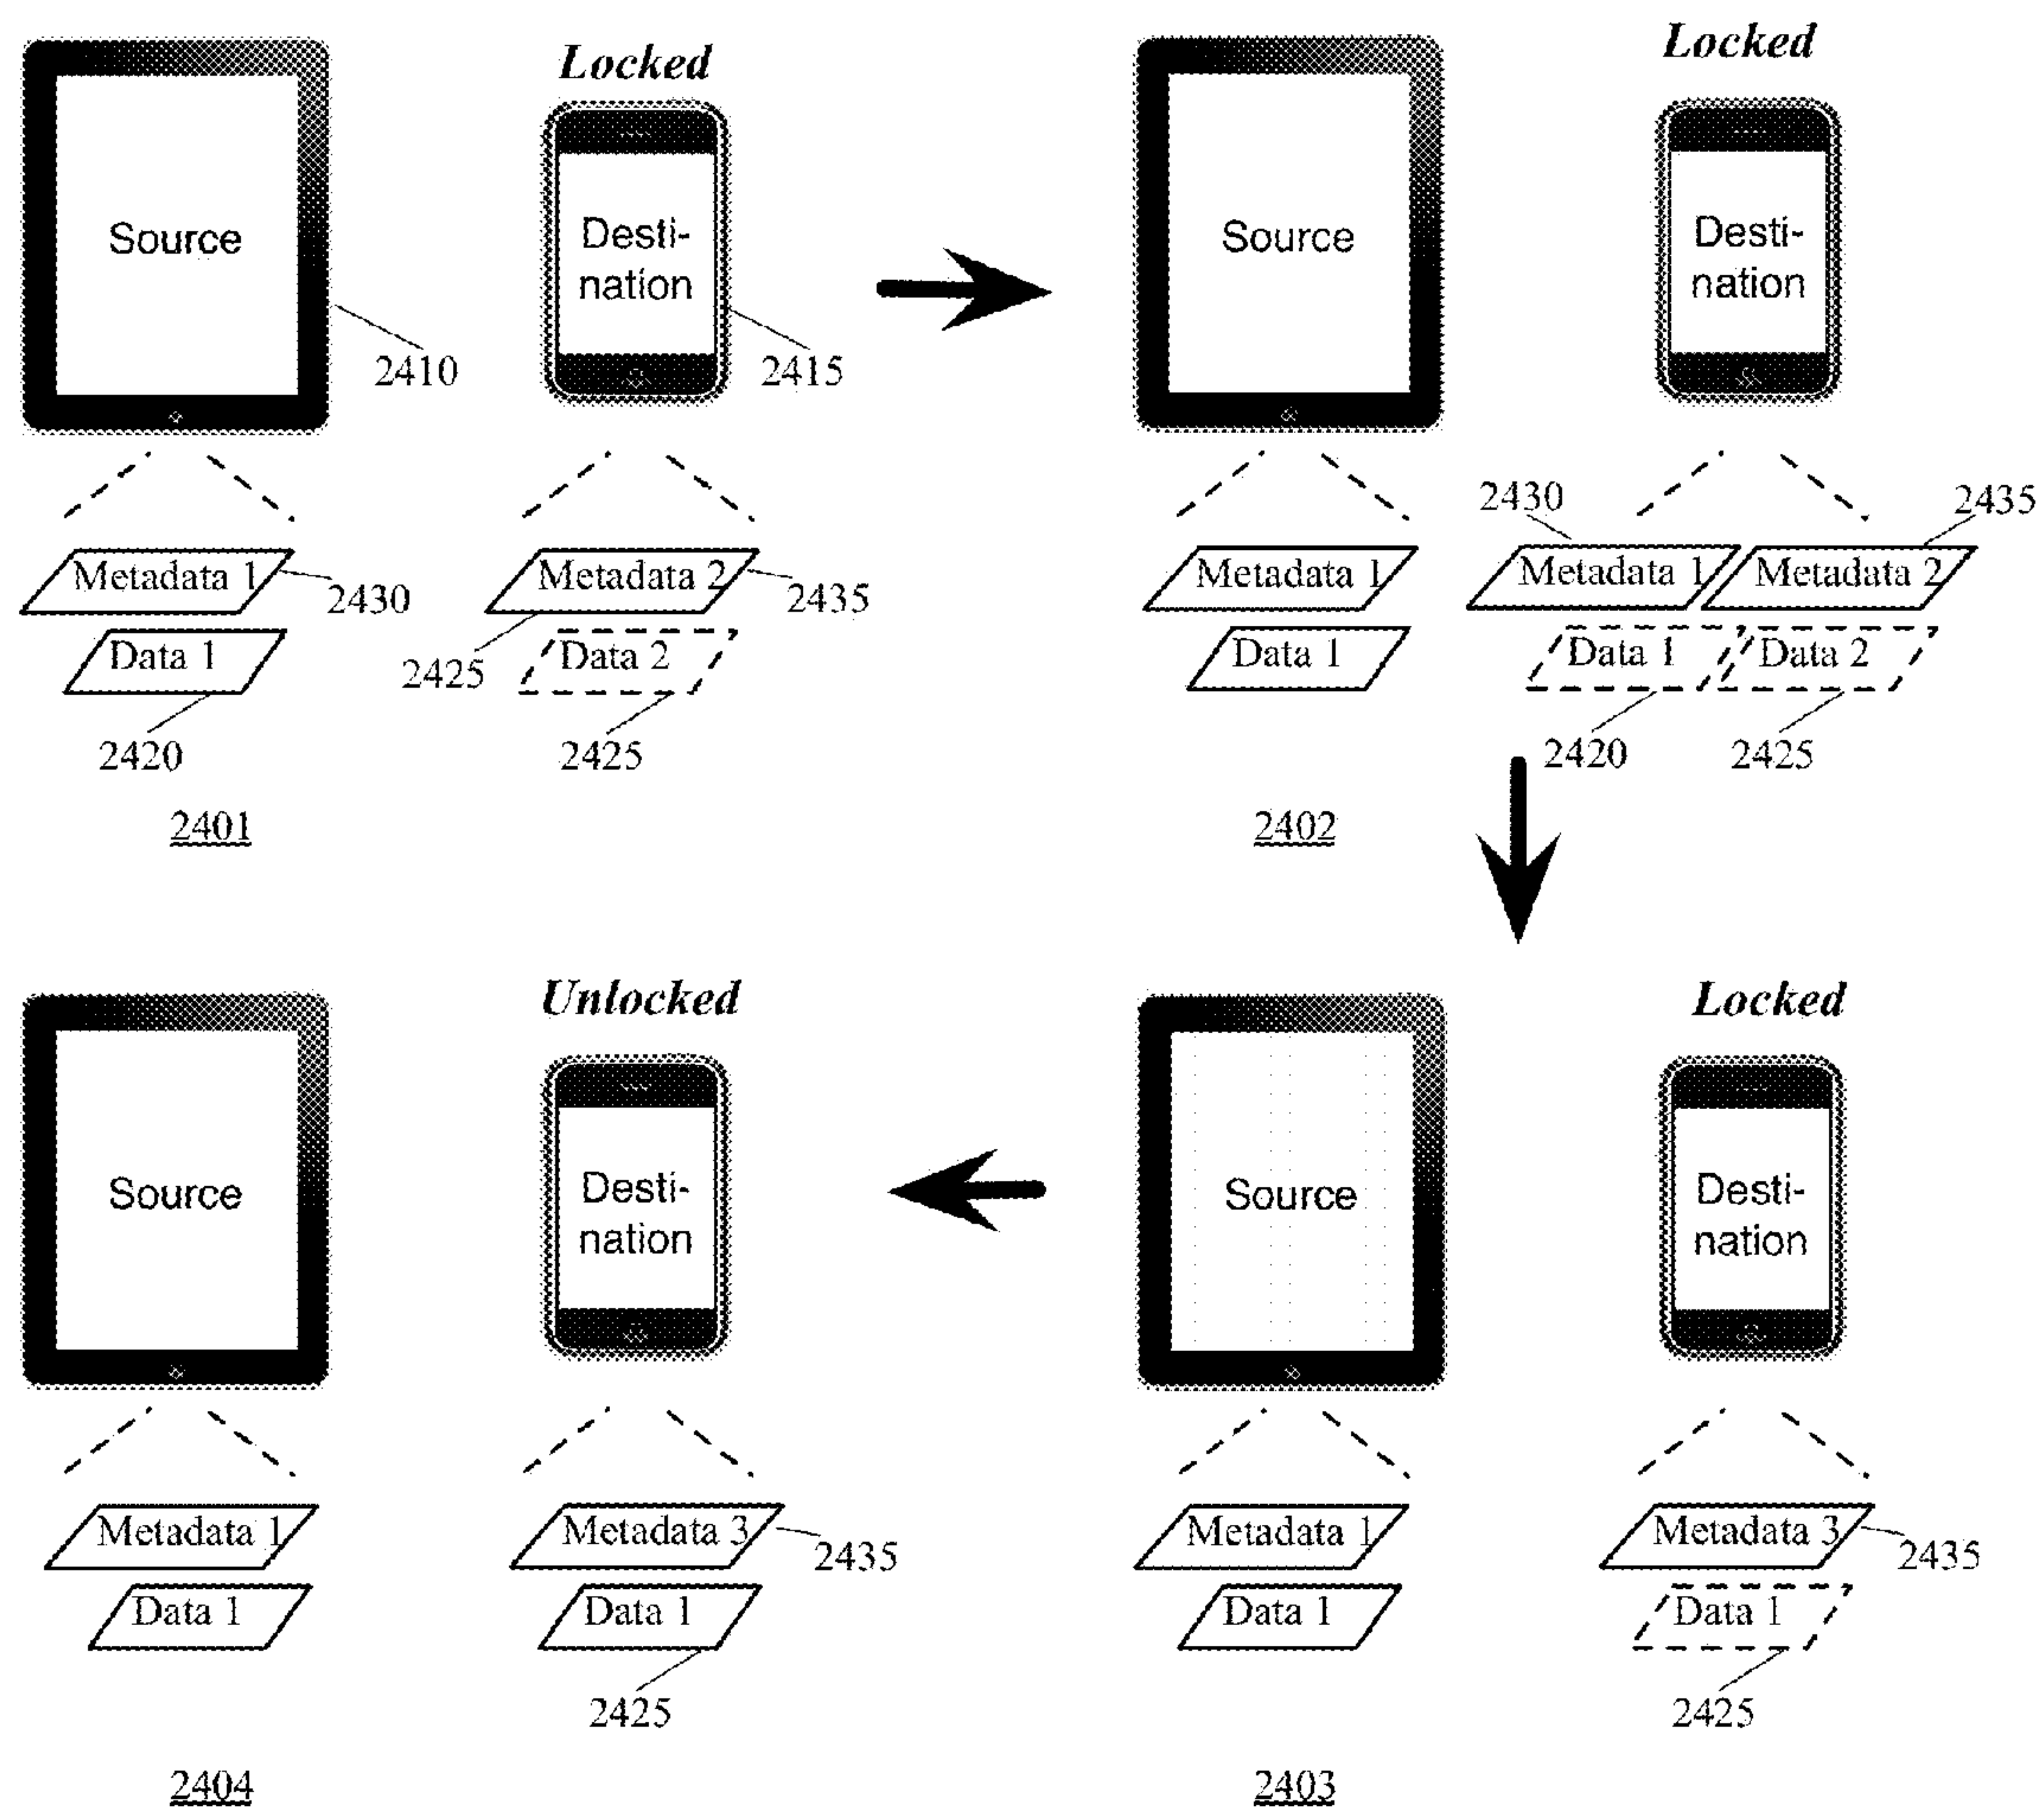 Locked
Source
Desti-
nation
2410
2415
Metadata 1
2430
Metadata 2
2435
Data 1
2425
Data 2
2420
2425
2401
Locked
Source
Desti-
nation
2430
2435
Metadata 1
Metadata 1
Metadata 2
Data 1
Data 1
Data 2
2420
2425
2402
Unlocked
Source
Desti-
nation
Metadata 1
Metadata 3
2435
Data 1
Data 1
2425
2404
Locked
Source
Desti-
nation
Metadata 1
Metadata 3
2435
Data 1
Data 1
2425
2403